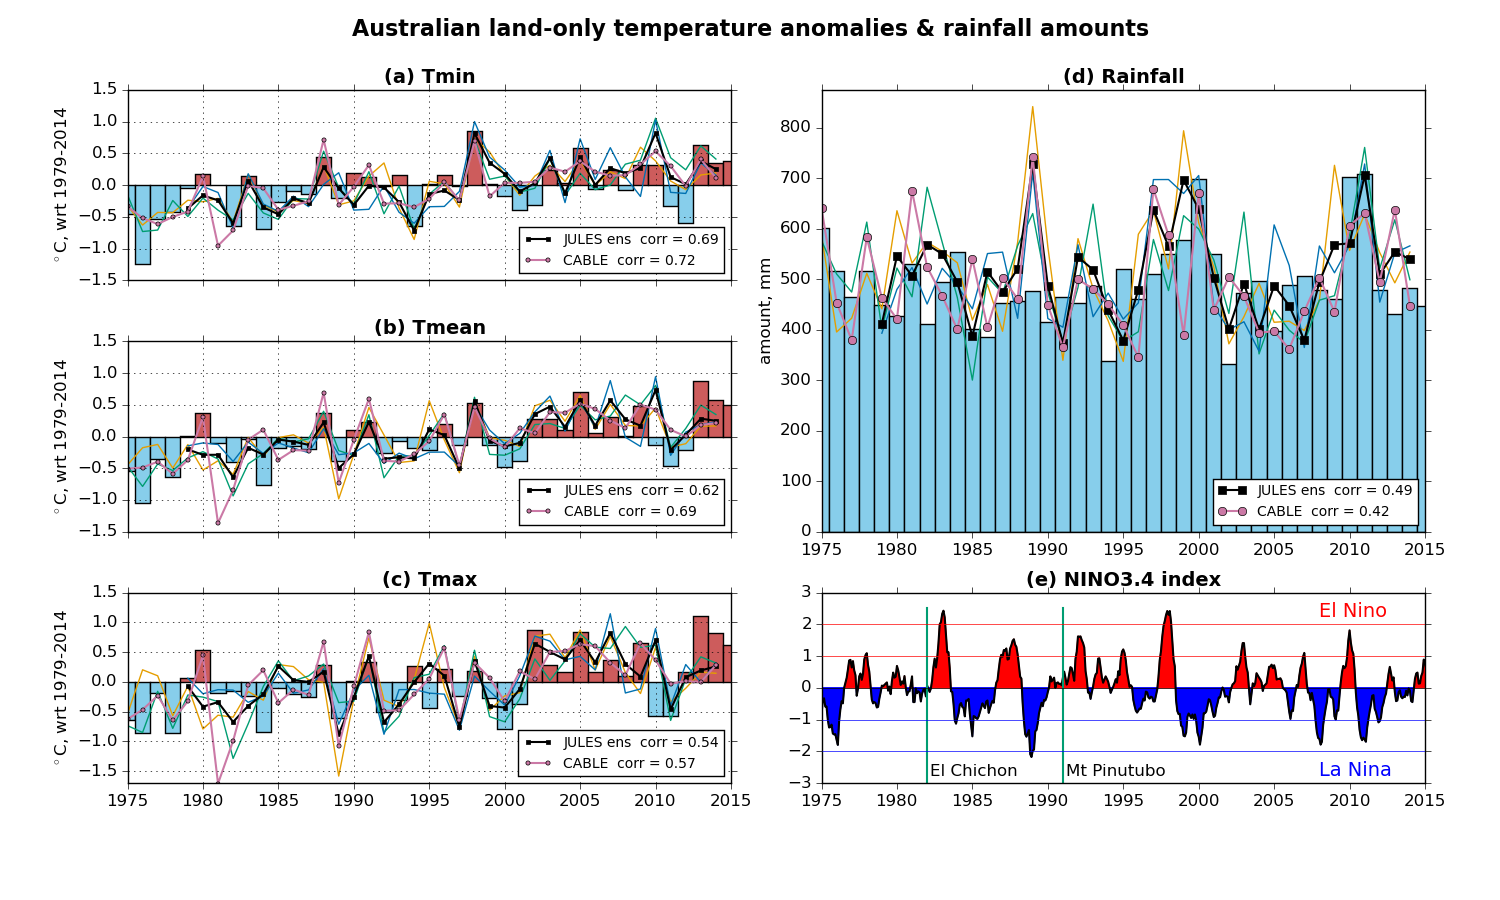 Australian land-only temperature anomalies & rainfall amounts
(a) Tmin
1.5
1.0
0.5
0.0
−0.5
−1.0
−1.5
°C, wrt 1979-2014
JULES ens  corr = 0.69
CABLE  corr = 0.72
(b) Tmean
1.5
1.0
0.5
0.0
−0.5
−1.0
−1.5
°C, wrt 1979-2014
JULES ens  corr = 0.62
CABLE  corr = 0.69
(c) Tmax
1.5
1.0
0.5
0.0
−0.5
−1.0
−1.5
°C, wrt 1979-2014
JULES ens  corr = 0.54
CABLE  corr = 0.57
1975 1980 1985 1990 1995 2000 2005 2010 2015
(d) Rainfall
800
700
600
500
400
300
200
100
0
amount, mm
JULES ens  corr = 0.49
CABLE  corr = 0.42
1975 1980 1985 1990 1995 2000 2005 2010 2015
(e) NINO3.4 index
3
2
1
0
−1
−2
−3
El Nino
El Chichon
Mt Pinutubo
La Nina
1975 1980 1985 1990 1995 2000 2005 2010 2015